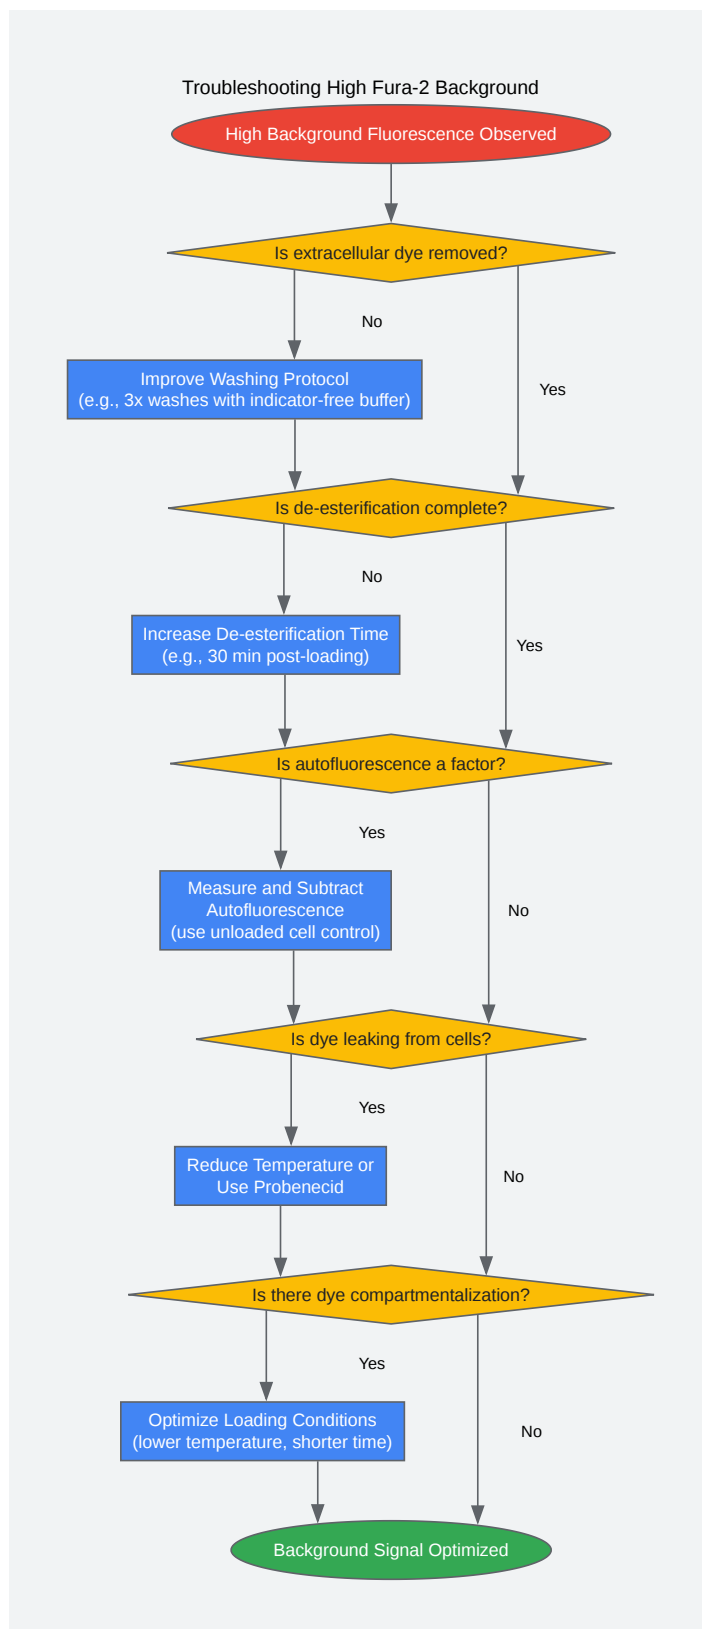 Troubleshooting High Fura-2 Background
High Background Fluorescence Observed
Is extracellular dye removed?
No
Improve Washing Protocol
(e.g., 3x washes with indicator-free buffer)
Yes
Is de-esterification complete?
No
Increase De-esterification Time
(e.g., 30 min post-loading)
Yes
Is autofluorescence a factor?
Yes
Measure and Subtract
Autofluorescence
(use unloaded cell control)
No
Is dye leaking from cells?
Yes
Reduce Temperature or
Use Probenecid
No
Is there dye compartmentalization?
Yes
Optimize Loading Conditions
(lower temperature, shorter time)
No
Background Signal Optimized